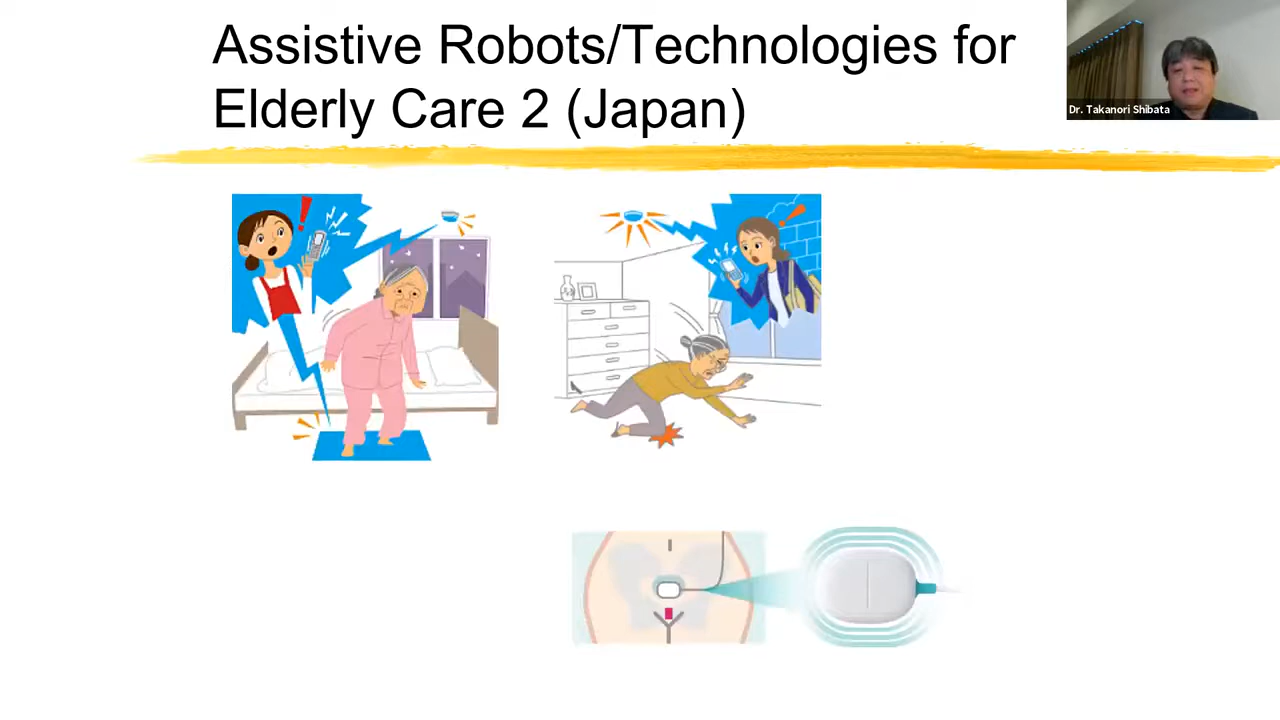 Assistive Robots/Technologies for
Elderly Care 2 (Japan)
Dr. Takanori Shibata